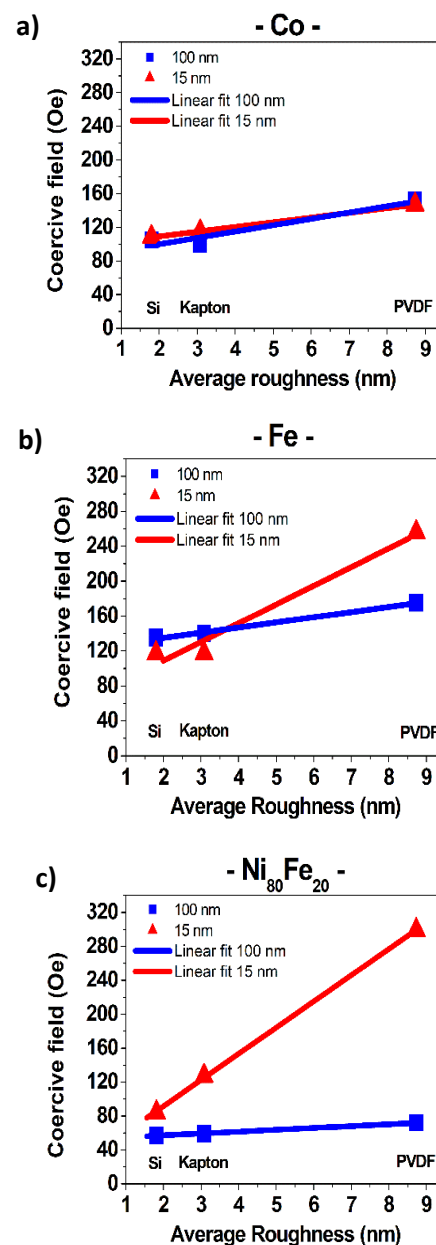 a)
- Co -
Coercive field (Oe)
320
280
240
200
160
120
80
40
0
100 nm
15 nm
Linear fit 100 nm
Linear fit 15 nm
Si Kapton PVDF
1 2 3 4 5 6 7 8 9
Average roughness (nm)
b)
- Fe -
Coercive field (Oe)
320
280
240
200
160
120
80
40
0
100 nm
15 nm
Linear fit 100 nm
Linear fit 15 nm
Si Kapton PVDF
1 2 3 4 5 6 7 8 9
Average Roughness (nm)
c)
- Ni80Fe20 -
Coercive field (Oe)
320
280
240
200
160
120
80
40
0
100 nm
15 nm
Linear fit 100 nm
Linear fit 15 nm
Si Kapton PVDF
1 2 3 4 5 6 7 8 9
Average Roughness (nm)